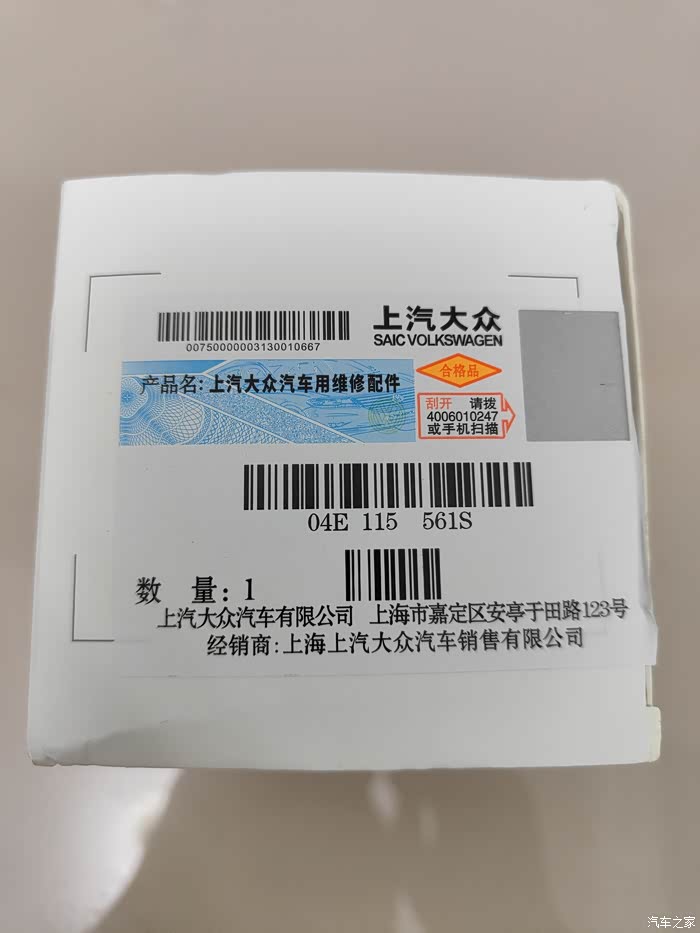 上汽大众
SAIC VOLKSWAGEN
00750000003130010667
产品名: 上汽大众汽车用维修配件
合格品
刮开 请拨
4006010247
或手机扫描
04E 115 561S
数 量: 1
上汽大众汽车有限公司 上海市嘉定区安亭于田路123号
经销商: 上海上汽大众汽车销售有限公司
汽车之家